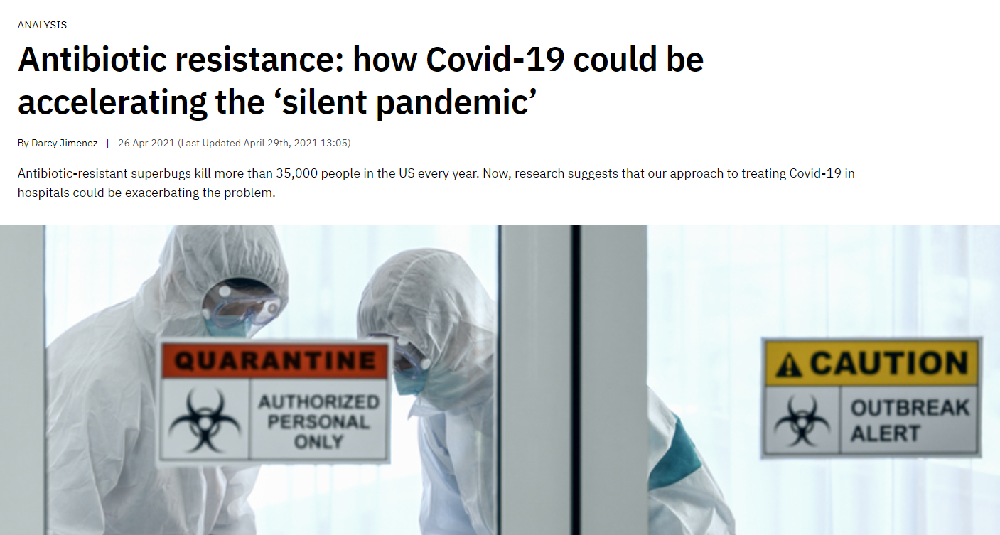 ANALYSIS
Antibiotic resistance: how Covid-19 could be
accelerating the ‘silent pandemic’
By Darcy Jimenez | 26 Apr 2021 (Last Updated April 29th, 2021 13:05)
Antibiotic-resistant superbugs kill more than 35,000 people in the US every year. Now, research suggests that our approach to treating Covid-19 in
hospitals could be exacerbating the problem.
QUARANTINE
AUTHORIZED
PERSONAL
ONLY
CAUTION
OUTBREAK
ALERT